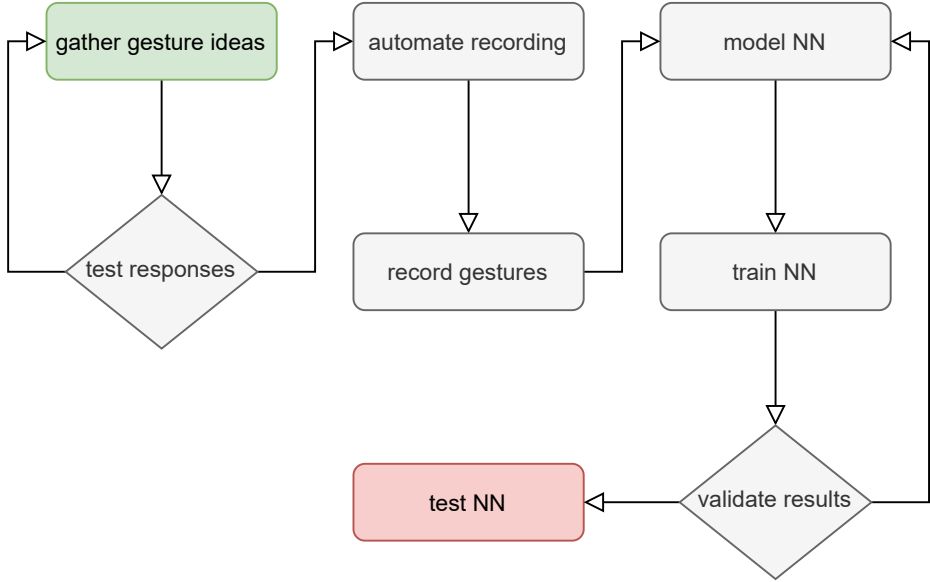 gather gesture ideas
automate recording
model NN
test responses
record gestures
train NN
test NN
validate results